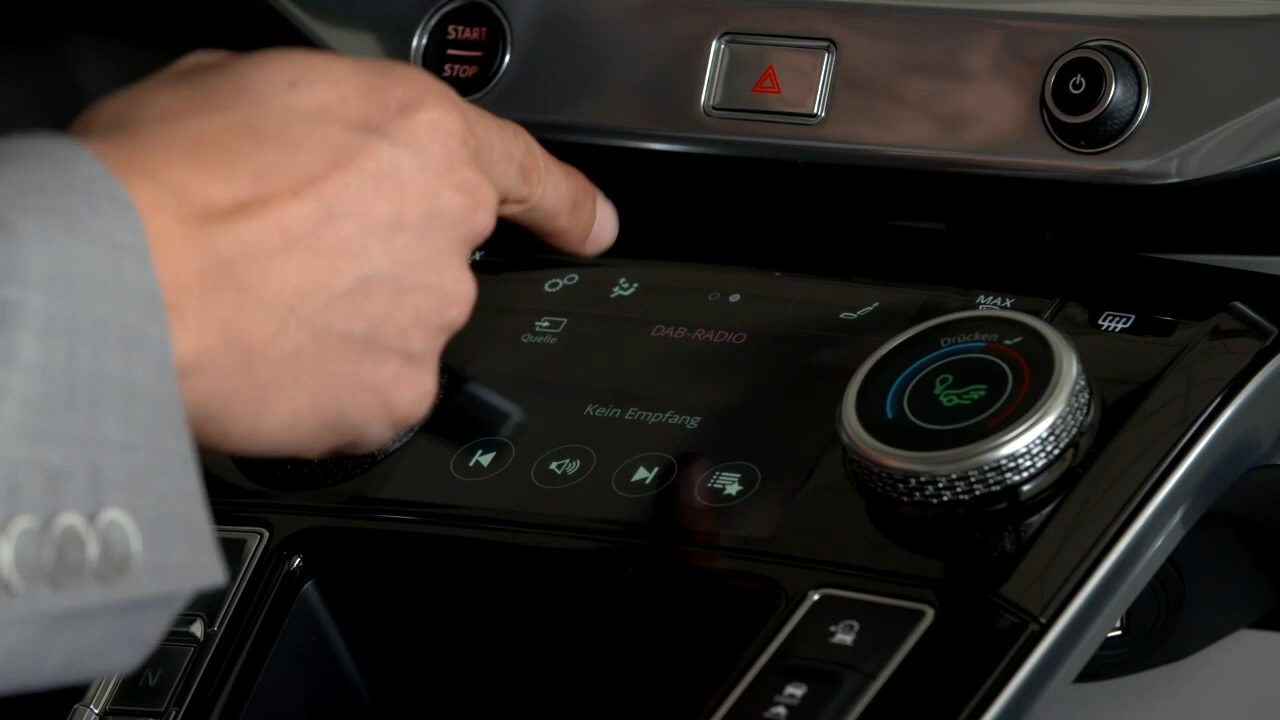 START
STOP
MAX
Drücken
Quelle
DAB-RADIO
Kein Empfang
N